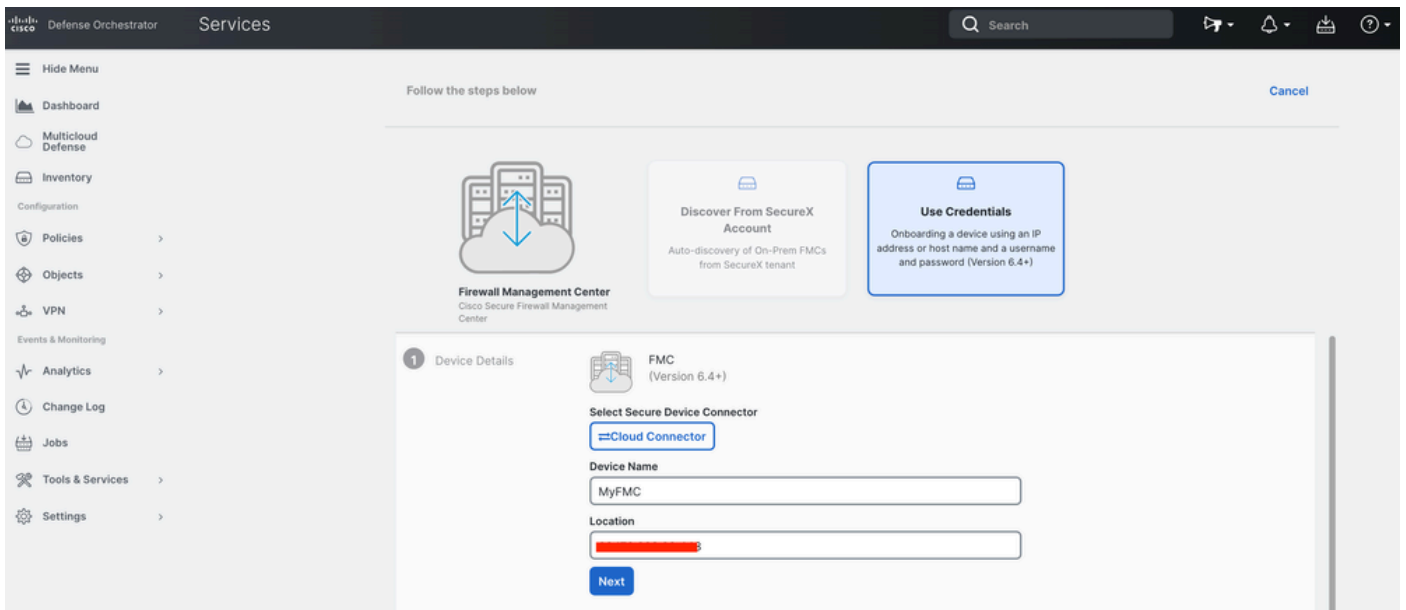 cisco Defense Orchestrator Services Search
Hide Menu
Dashboard
Multicloud
Defense
Inventory
Configuration
Policies
Objects
VPN
Events & Monitoring
Analytics
Change Log
Jobs
Tools & Services
Settings
Follow the steps below
Cancel
Firewall Management Center
Cisco Secure Firewall Management
Center
Discover From SecureX
Account
Auto-discovery of On-Prem FMCs
from SecureX tenant
Use Credentials
Onboarding a device using an IP
address or host name and a username
and password (Version 6.4+)
1 Device Details
FMC
(Version 6.4+)
Select Secure Device Connector
Cloud Connector
Device Name
MyFMC
Location
Next